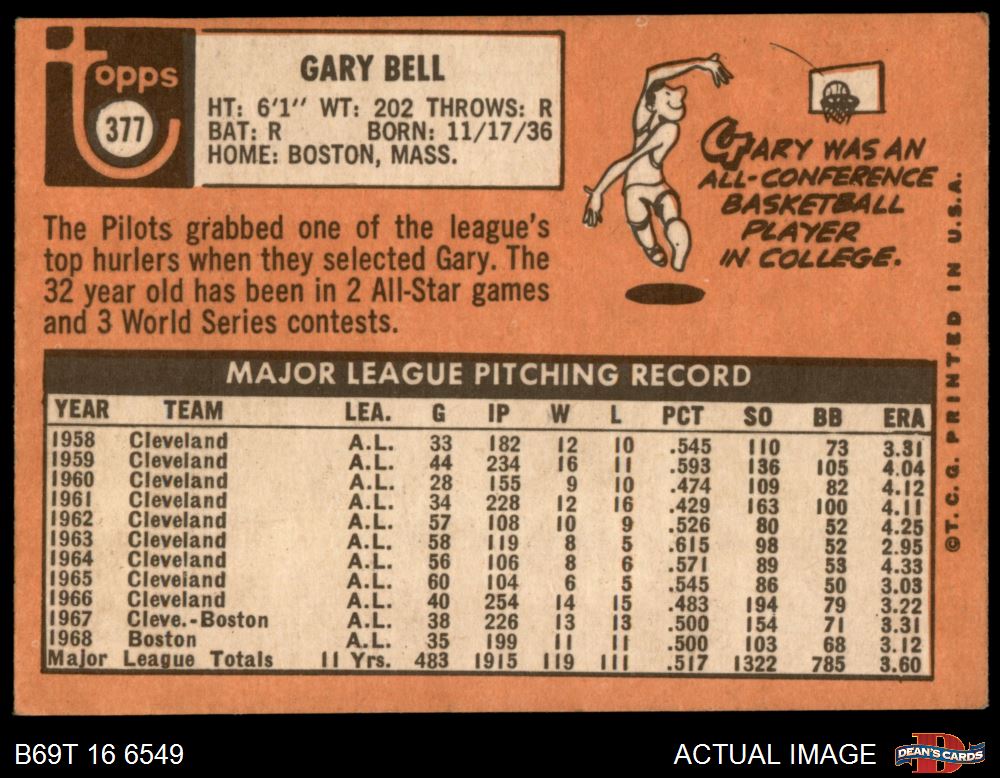 Topps
377
GARY BELL
HT: 6'1" WT: 202 THROWS: R
BAT: R BORN: 11/17/36
HOME: BOSTON, MASS.
The Pilots grabbed one of the league's
top hurlers when they selected Gary. The
32 year old has been in 2 All-Star games
and 3 World Series contests.
GARY WAS AN
ALL-CONFERENCE
BASKETBALL
PLAYER
IN COLLEGE.
©T.C.G. PRINTED IN U.S.A.
MAJOR LEAGUE PITCHING RECORD
YEAR TEAM LEA. G IP W L PCT SO BB ERA
1958 Cleveland A.L. 33 182 12 10 .545 110 73 3.31
1959 Cleveland A.L. 44 234 16 11 .593 136 105 4.04
1960 Cleveland A.L. 28 155 9 10 .474 109 82 4.12
1961 Cleveland A.L. 34 228 12 16 .429 163 100 4.11
1962 Cleveland A.L. 57 108 10 9 .526 80 52 4.25
1963 Cleveland A.L. 58 119 8 5 .615 98 52 2.95
1964 Cleveland A.L. 56 106 8 6 .571 89 53 4.33
1965 Cleveland A.L. 60 104 6 5 .545 86 50 3.03
1966 Cleveland A.L. 40 254 14 15 .483 194 79 3.22
1967 Cleve.-Boston A.L. 38 226 13 13 .500 154 71 3.31
1968 Boston A.L. 35 199 11 11 .500 103 68 3.12
Major League Totals 11 Yrs. 483 1915 119 111 .517 1322 785 3.60
B69T 16 6549
ACTUAL IMAGE
DEAN'S CARDS